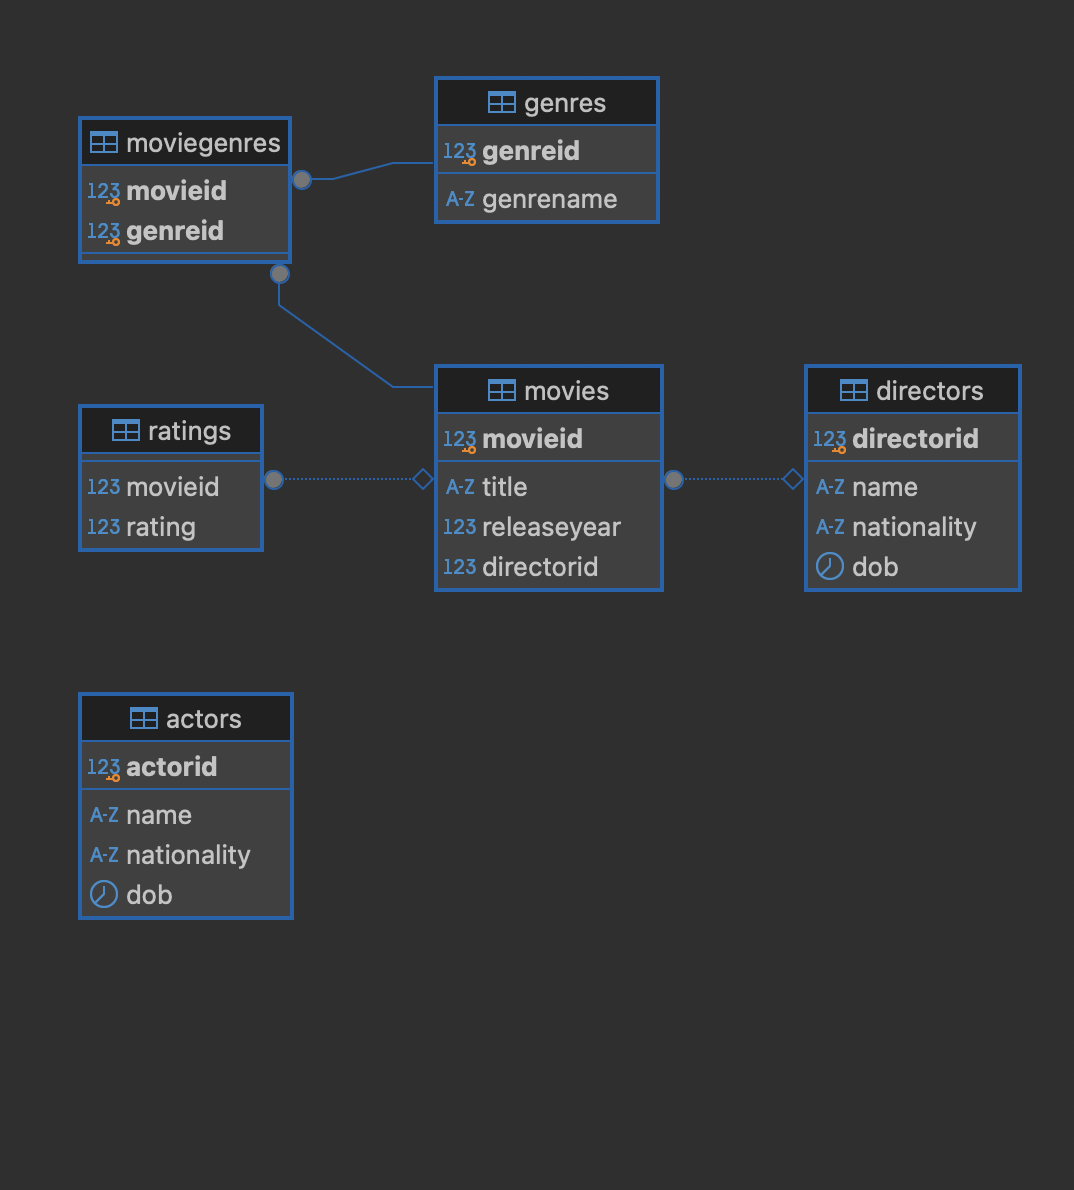 genres
123 genreid
A-Z genrename
moviegenres
123 movieid
123 genreid
movies
123 movieid
A-Z title
123 releaseyear
123 directorid
directors
123 directorid
A-Z name
A-Z nationality
dob
ratings
123 movieid
123 rating
actors
123 actorid
A-Z name
A-Z nationality
dob